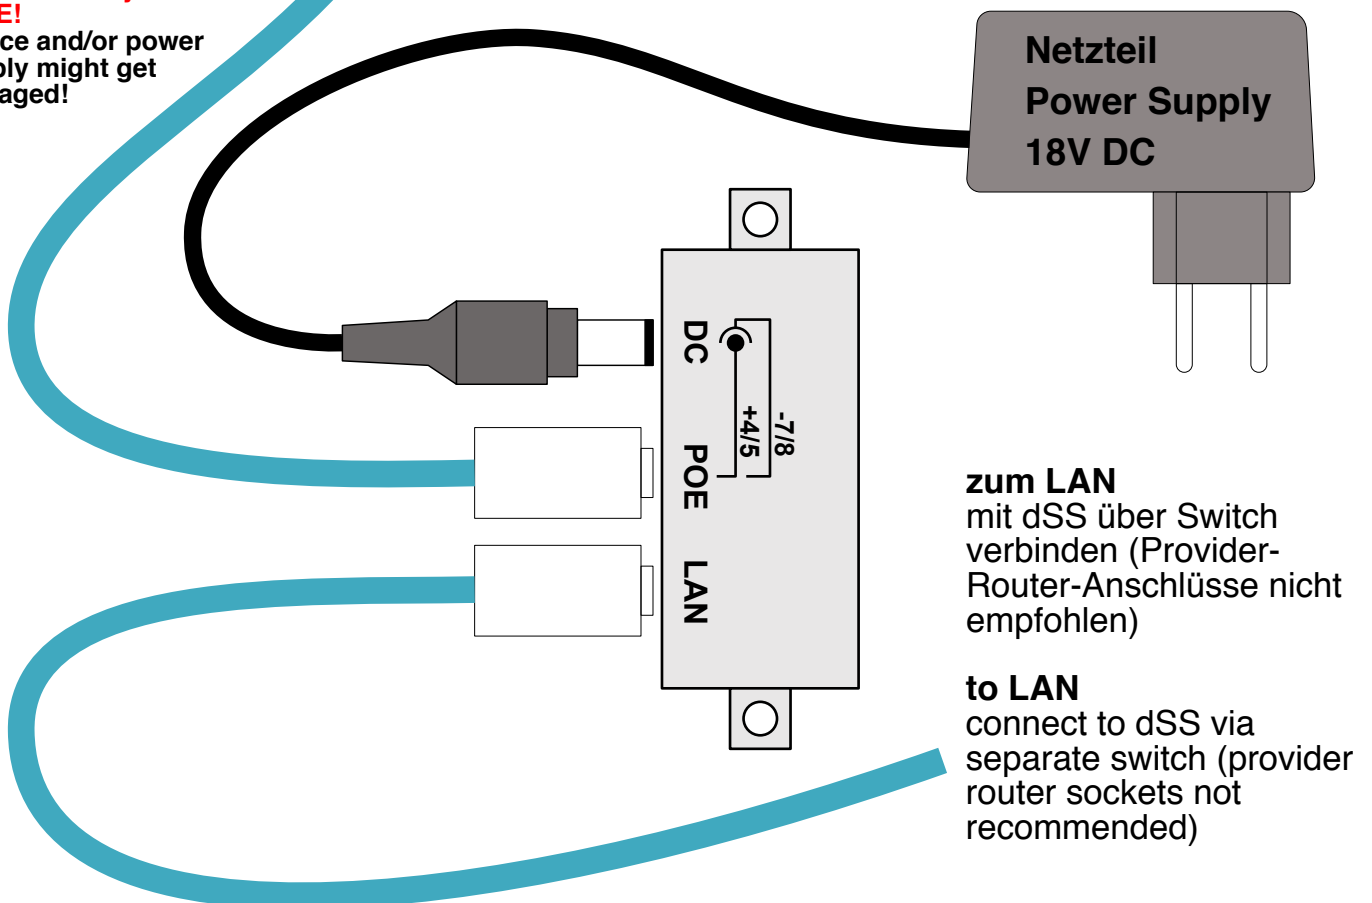 E!
ce and/or power
ply might get
aged!
Netzteil
Power Supply
18V DC
DC
POE
LAN
+4/5
-7/8
zum LAN
mit dSS über Switch
verbinden (Provider-
Router-Anschlüsse nicht
empfohlen)
to LAN
connect to dSS via
separate switch (provider
router sockets not
recommended)